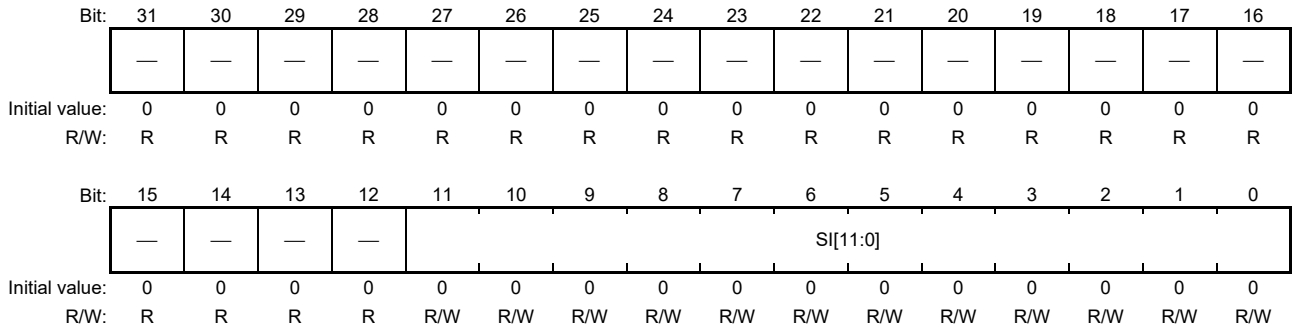 Bit: 31 30 29 28 27 26 25 24 23 22 21 20 19 18 17 16
— — — — — — — — — — — — — — — —
Initial value: 0 0 0 0 0 0 0 0 0 0 0 0 0 0 0 0
R/W: R R R R R R R R R R R R R R R R
Bit: 15 14 13 12 11 10 9 8 7 6 5 4 3 2 1 0
— — — — SI[11:0]
Initial value: 0 0 0 0 0 0 0 0 0 0 0 0 0 0 0 0
R/W: R R R R R/W R/W R/W R/W R/W R/W R/W R/W R/W R/W R/W R/W